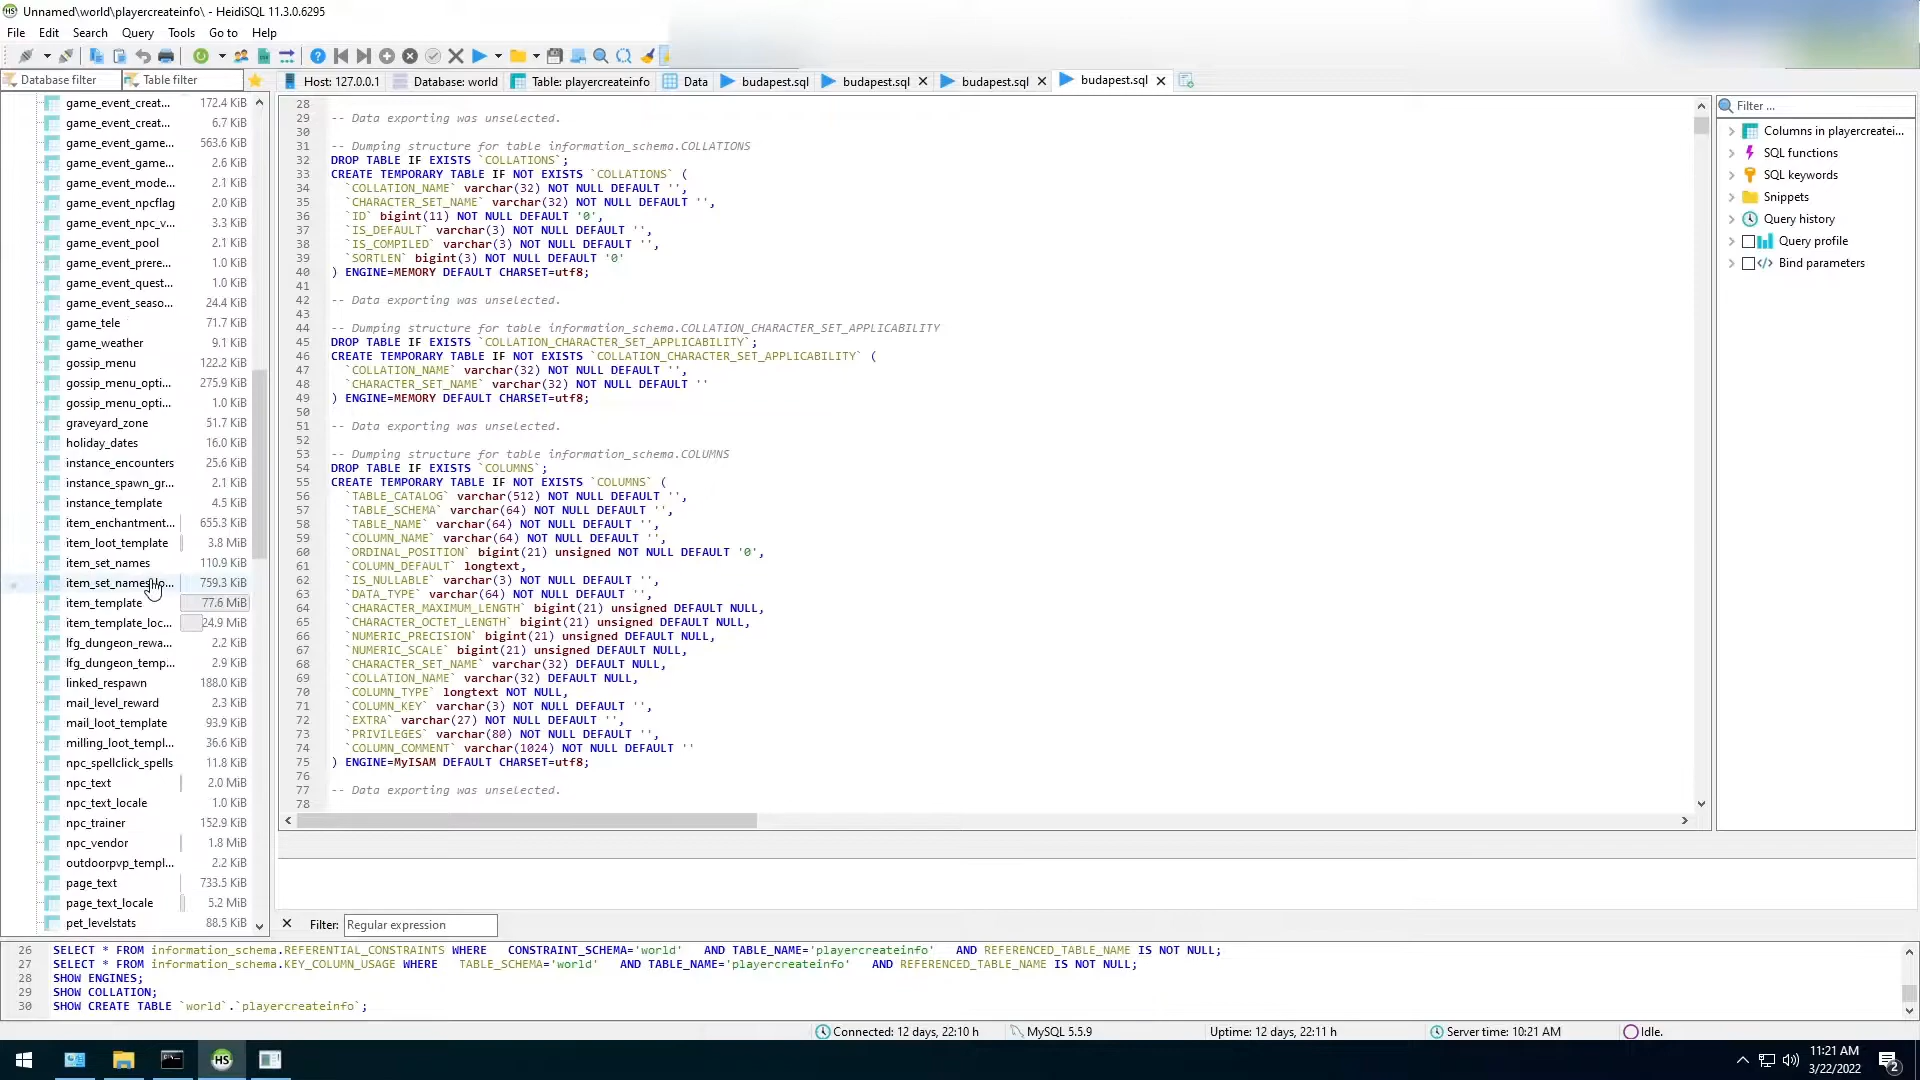 Unnamed\world\playercreateinfo\ - HeidiSQL 11.3.0.6295
File Edit Search Query Tools Go to Help
Database filter Table filter Host: 127.0.0.1 Database: world Table: playercreateinfo Data budapest.sql budapest.sql budapest.sql budapest.sql
game_event_creat... 172.4 KiB
game_event_creat... 6.7 KiB
game_event_game... 563.6 KiB
game_event_game... 2.6 KiB
game_event_mode... 2.1 KiB
game_event_npcflag 2.0 KiB
game_event_npc_v... 3.3 KiB
game_event_pool 2.1 KiB
game_event_prere... 1.0 KiB
game_event_quest... 1.0 KiB
game_event_seaso... 24.4 KiB
game_tele 71.7 KiB
game_weather 9.1 KiB
gossip_menu 122.2 KiB
gossip_menu_opti... 275.9 KiB
gossip_menu_opti... 1.0 KiB
graveyard_zone 51.7 KiB
holiday_dates 16.0 KiB
instance_encounters 25.6 KiB
instance_spawn_gr... 2.1 KiB
instance_template 4.5 KiB
item_enchantment... 655.3 KiB
item_loot_template 3.8 MiB
item_set_names 110.9 KiB
item_set_names_lo... 759.3 KiB
item_template 77.6 MiB
item_template_loc... 24.9 MiB
lfg_dungeon_rewa... 2.2 KiB
lfg_dungeon_temp... 2.9 KiB
linked_respawn 188.0 KiB
mail_level_reward 2.3 KiB
mail_loot_template 93.9 KiB
milling_loot_templ... 36.6 KiB
npc_spellclick_spells 11.8 KiB
npc_text 2.0 MiB
npc_text_locale 1.0 KiB
npc_trainer 152.9 KiB
npc_vendor 1.8 MiB
outdoorpvp_templ... 2.2 KiB
page_text 733.5 KiB
page_text_locale 5.2 MiB
pet_levelstats 88.5 KiB
28
29 -- Data exporting was unselected.
30
31 -- Dumping structure for table information_schema.COLLATIONS
32 DROP TABLE IF EXISTS `COLLATIONS`;
33 CREATE TEMPORARY TABLE IF NOT EXISTS `COLLATIONS` (
34 `COLLATION_NAME` varchar(32) NOT NULL DEFAULT '',
35 `CHARACTER_SET_NAME` varchar(32) NOT NULL DEFAULT '',
36 `ID` bigint(11) NOT NULL DEFAULT '0',
37 `IS_DEFAULT` varchar(3) NOT NULL DEFAULT '',
38 `IS_COMPILED` varchar(3) NOT NULL DEFAULT '',
39 `SORTLEN` bigint(3) NOT NULL DEFAULT '0'
40 ) ENGINE=MEMORY DEFAULT CHARSET=utf8;
41
42 -- Data exporting was unselected.
43
44 -- Dumping structure for table information_schema.COLLATION_CHARACTER_SET_APPLICABILITY
45 DROP TABLE IF EXISTS `COLLATION_CHARACTER_SET_APPLICABILITY`;
46 CREATE TEMPORARY TABLE IF NOT EXISTS `COLLATION_CHARACTER_SET_APPLICABILITY` (
47 `COLLATION_NAME` varchar(32) NOT NULL DEFAULT '',
48 `CHARACTER_SET_NAME` varchar(32) NOT NULL DEFAULT ''
49 ) ENGINE=MEMORY DEFAULT CHARSET=utf8;
50
51 -- Data exporting was unselected.
52
53 -- Dumping structure for table information_schema.COLUMNS
54 DROP TABLE IF EXISTS `COLUMNS`;
55 CREATE TEMPORARY TABLE IF NOT EXISTS `COLUMNS` (
56 `TABLE_CATALOG` varchar(512) NOT NULL DEFAULT '',
57 `TABLE_SCHEMA` varchar(64) NOT NULL DEFAULT '',
58 `TABLE_NAME` varchar(64) NOT NULL DEFAULT '',
59 `COLUMN_NAME` varchar(64) NOT NULL DEFAULT '',
60 `ORDINAL_POSITION` bigint(21) unsigned NOT NULL DEFAULT '0',
61 `COLUMN_DEFAULT` longtext,
62 `IS_NULLABLE` varchar(3) NOT NULL DEFAULT '',
63 `DATA_TYPE` varchar(64) NOT NULL DEFAULT '',
64 `CHARACTER_MAXIMUM_LENGTH` bigint(21) unsigned DEFAULT NULL,
65 `CHARACTER_OCTET_LENGTH` bigint(21) unsigned DEFAULT NULL,
66 `NUMERIC_PRECISION` bigint(21) unsigned DEFAULT NULL,
67 `NUMERIC_SCALE` bigint(21) unsigned DEFAULT NULL,
68 `CHARACTER_SET_NAME` varchar(32) DEFAULT NULL,
69 `COLLATION_NAME` varchar(32) DEFAULT NULL,
70 `COLUMN_TYPE` longtext NOT NULL,
71 `COLUMN_KEY` varchar(3) NOT NULL DEFAULT '',
72 `EXTRA` varchar(27) NOT NULL DEFAULT '',
73 `PRIVILEGES` varchar(80) NOT NULL DEFAULT '',
74 `COLUMN_COMMENT` varchar(1024) NOT NULL DEFAULT ''
75 ) ENGINE=MyISAM DEFAULT CHARSET=utf8;
76
77 -- Data exporting was unselected.
78
Filter ...
Columns in playercreatei...
SQL functions
SQL keywords
Snippets
Query history
Query profile
Bind parameters
Filter: Regular expression
26 SELECT * FROM information_schema.REFERENTIAL_CONSTRAINTS WHERE CONSTRAINT_SCHEMA='world' AND TABLE_NAME='playercreateinfo' AND REFERENCED_TABLE_NAME IS NOT NULL;
27 SELECT * FROM information_schema.KEY_COLUMN_USAGE WHERE TABLE_SCHEMA='world' AND TABLE_NAME='playercreateinfo' AND REFERENCED_TABLE_NAME IS NOT NULL;
28 SHOW ENGINES;
29 SHOW COLLATION;
30 SHOW CREATE TABLE `world`.`playercreateinfo`;
Connected: 12 days, 22:10 h MySQL 5.5.9 Uptime: 12 days, 22:11 h Server time: 10:21 AM Idle.
HS
11:21 AM
3/22/2022
2